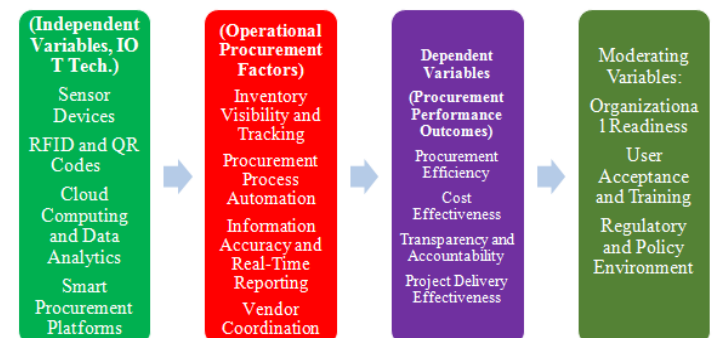 (Independent
Variables, IO
T Tech.)
Sensor
Devices
RFID and QR
Codes
Cloud
Computing
and Data
Analytics
Smart
Procurement
Platforms
(Operational
Procurement
Factors)
Inventory
Visibility and
Tracking
Procurement
Process
Automation
Information
Accuracy and
Real-Time
Reporting
Vendor
Coordination
Dependent
Variables
(Procurement
Performance
Outcomes)
Procurement
Efficiency
Cost
Effectiveness
Transparency and
Accountability
Project Delivery
Effectiveness
Moderating
Variables:
Organizationa
l Readiness
User
Acceptance
and Training
Regulatory
and Policy
Environment